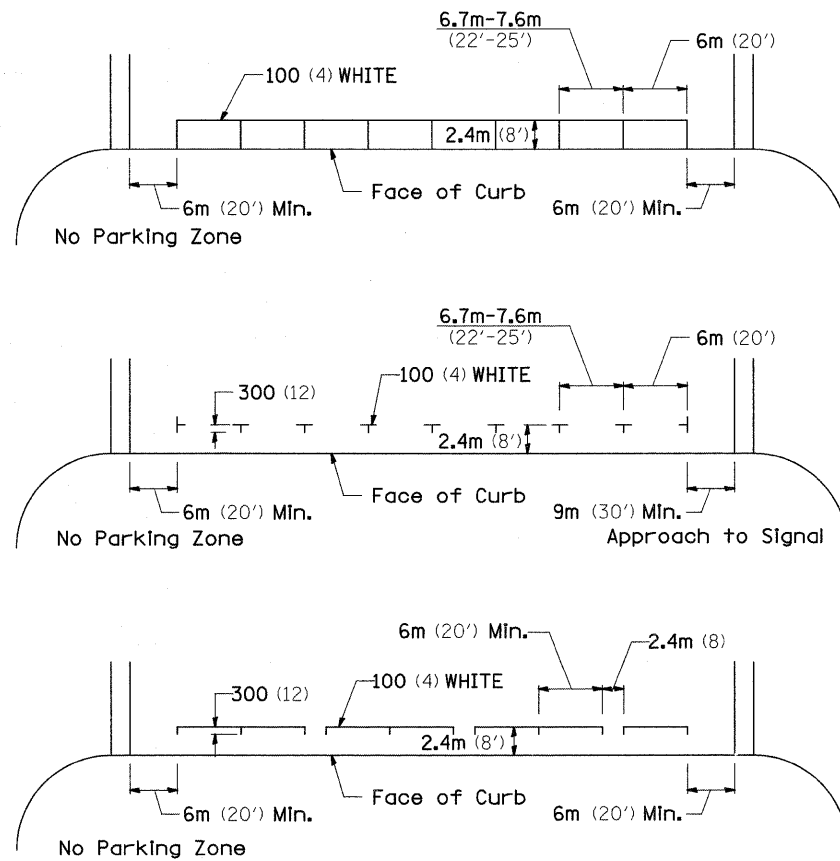 6.7m-7.6m
(22'-25')
6m (20')
100 (4) WHITE
2.4m (8')
Face of Curb
6m (20') Min.
6m (20') Min.
No Parking Zone
6.7m-7.6m
(22'-25')
6m (20')
300 (12)
100 (4) WHITE
2.4m (8')
Face of Curb
6m (20') Min.
9m (30') Min.
No Parking Zone
Approach to Signal
6m (20') Min.
2.4m (8)
300 (12)
100 (4) WHITE
2.4m (8')
Face of Curb
6m (20') Min.
6m (20') Min.
No Parking Zone